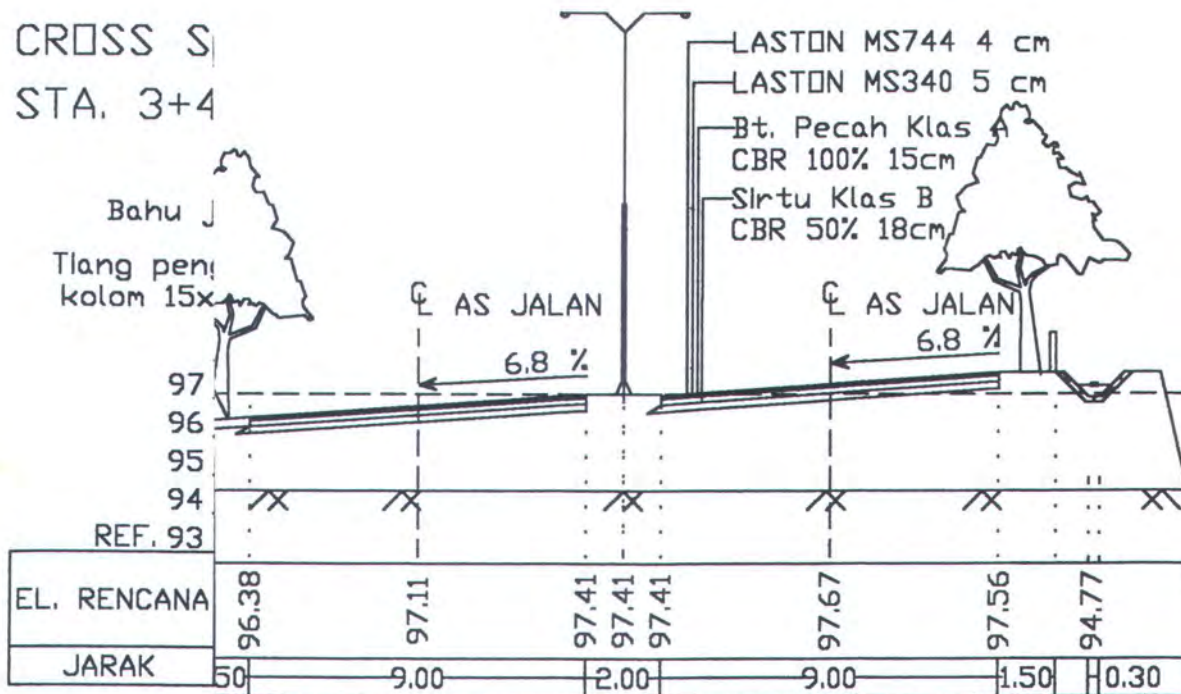 CROSS S
STA. 3+4
LASTON MS744 4 cm
LASTON MS340 5 cm
Bt. Pecah Klas A
CBR 100% 15cm
Sirtu Klas B
CBR 50% 18cm
Bahu J
Tiang peng
kolom 15x
℄ AS JALAN
6.8 %
℄ AS JALAN
6.8 %
97
96
95
94
REF. 93
EL. RENCANA 96.38 97.11 97.41 97.41 97.41 97.67 97.56 94.77
JARAK 50 9.00 2.00 9.00 1.50 0.30